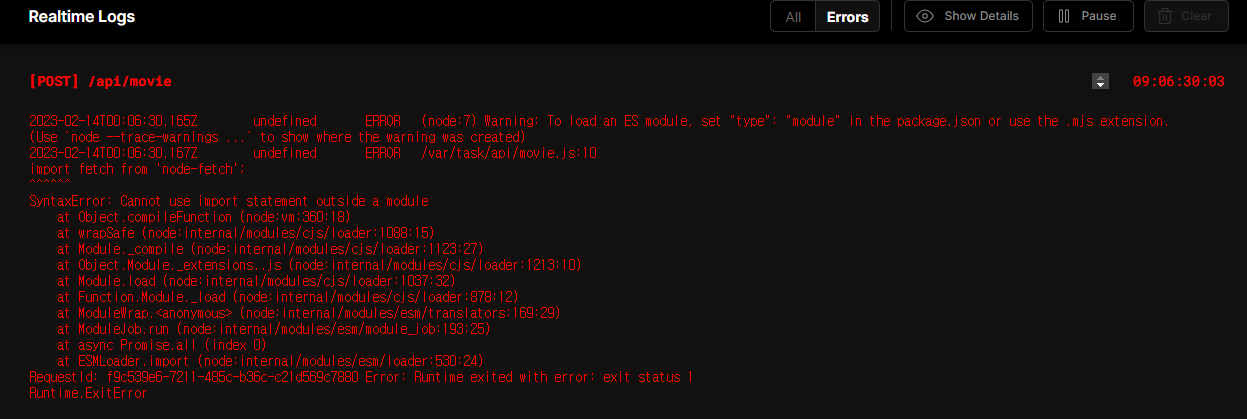 Realtime Logs
All
Errors
Show Details
Pause
Clear
[POST] /api/movie
09:06:30:03
2023-02-14T00:06:30.165Z undefined ERROR (node:7) Warning: To load an ES module, set "type": "module" in the package.json or use the .mjs extension.
(Use `node --trace-warnings ...` to show where the warning was created)
2023-02-14T00:06:30.167Z undefined ERROR /var/task/api/movie.js:10
import fetch from 'node-fetch';
^^^^^^
SyntaxError: Cannot use import statement outside a module
at Object.compileFunction (node:vm:360:18)
at wrapSafe (node:internal/modules/cjs/loader:1088:15)
at Module._compile (node:internal/modules/cjs/loader:1123:27)
at Object.Module._extensions..js (node:internal/modules/cjs/loader:1213:10)
at Module.load (node:internal/modules/cjs/loader:1037:32)
at Function.Module._load (node:internal/modules/cjs/loader:878:12)
at ModuleWrap.<anonymous> (node:internal/modules/esm/translators:169:29)
at ModuleJob.run (node:internal/modules/esm/module_job:193:25)
at async Promise.all (index 0)
at ESMLoader.import (node:internal/modules/esm/loader:530:24)
RequestId: f9c539e6-7211-485c-b36c-c21d569c7880 Error: Runtime exited with error: exit status 1
Runtime.ExitError